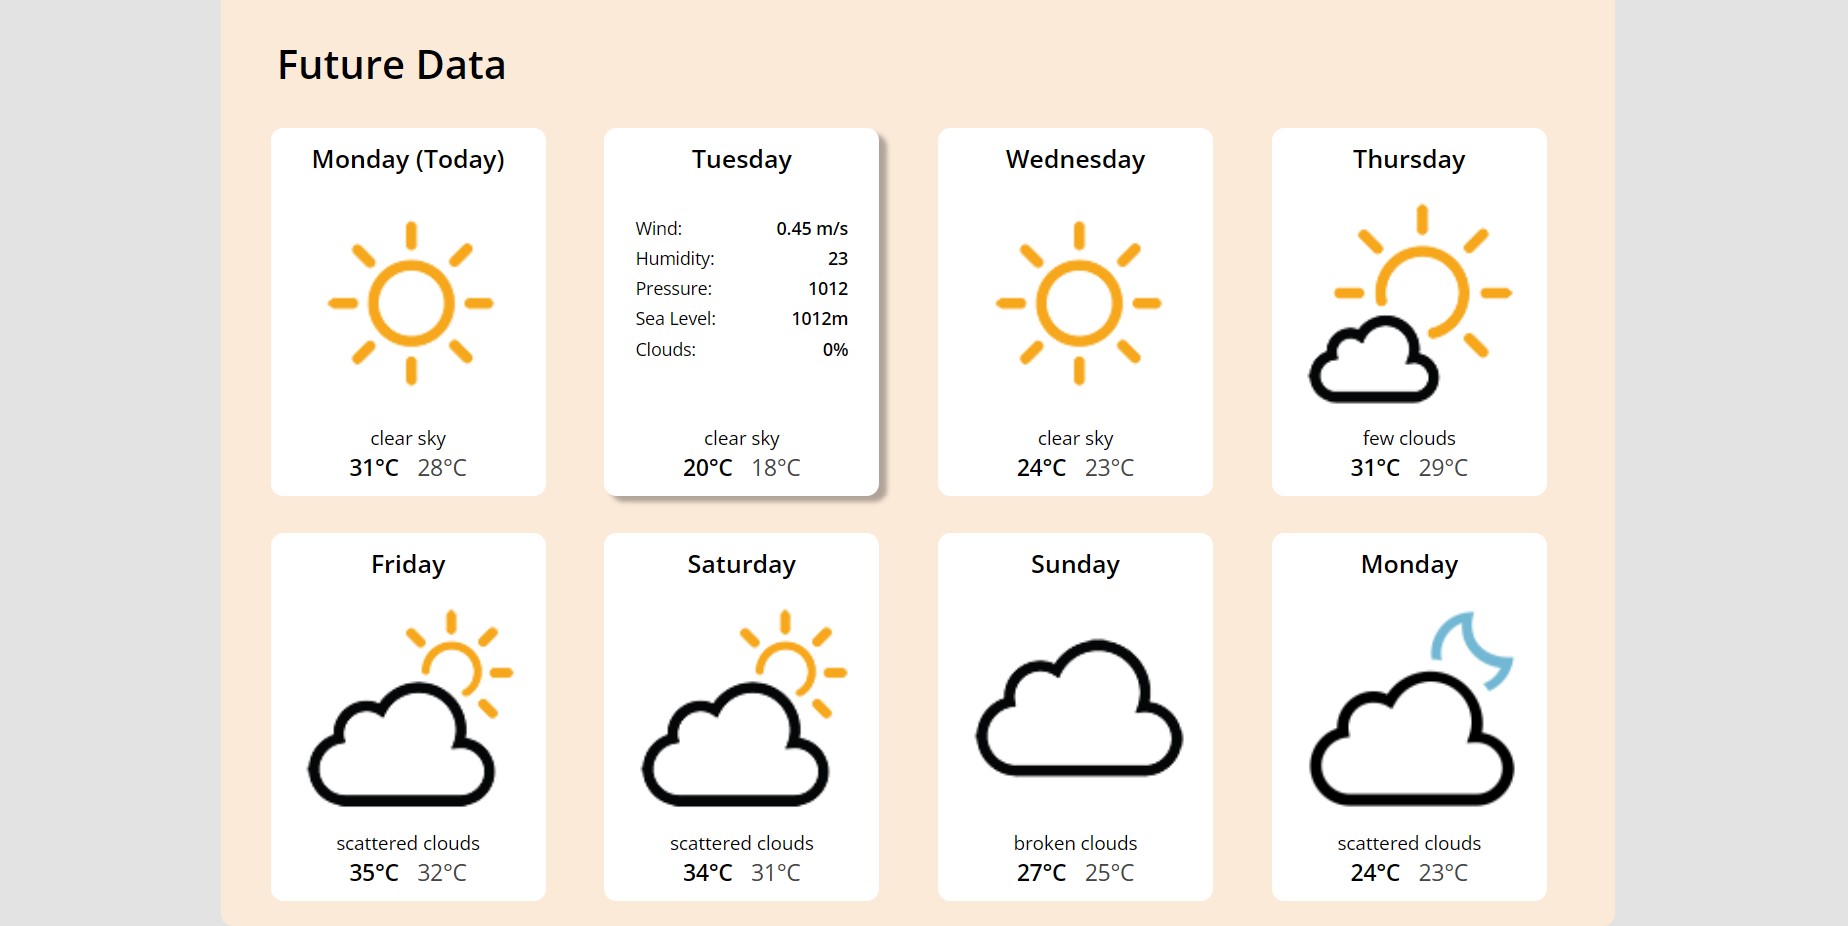 Future Data
Monday (Today)
clear sky
31°C 28°C
Tuesday
Wind: 0.45 m/s
Humidity: 23
Pressure: 1012
Sea Level: 1012m
Clouds: 0%
clear sky
20°C 18°C
Wednesday
clear sky
24°C 23°C
Thursday
few clouds
31°C 29°C
Friday
scattered clouds
35°C 32°C
Saturday
scattered clouds
34°C 31°C
Sunday
broken clouds
27°C 25°C
Monday
scattered clouds
24°C 23°C